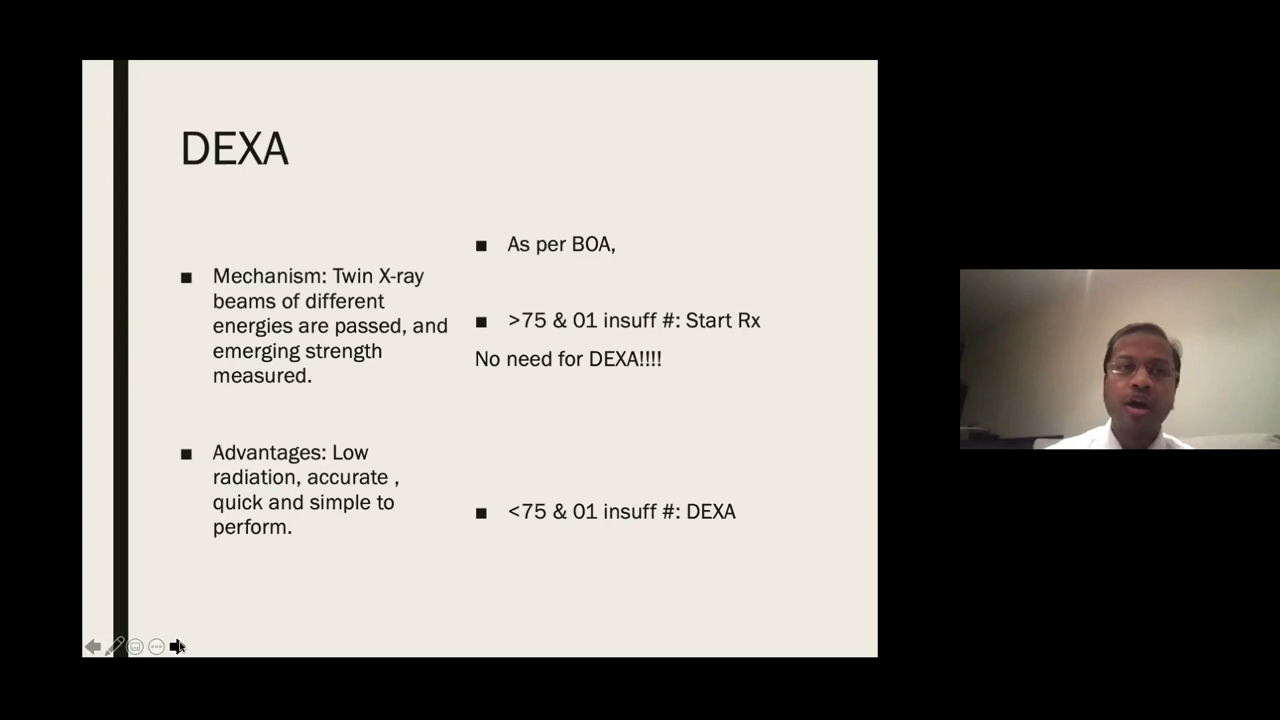 DEXA
Mechanism: Twin X-ray
beams of different
energies are passed, and
emerging strength
measured.
Advantages: Low
radiation, accurate ,
quick and simple to
perform.
As per BOA,
>75 & 01 insuff #: Start Rx
No need for DEXA!!!!
<75 & 01 insuff #: DEXA